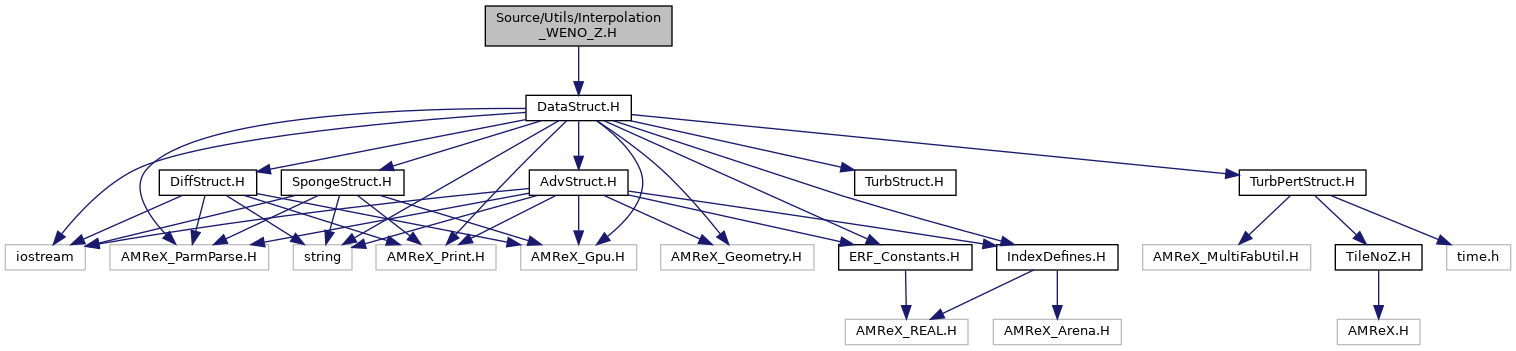 Source/Utils/Interpolation
_WENO_Z.H
DataStruct.H
DiffStruct.H
SpongeStruct.H
AdvStruct.H
TurbStruct.H
TurbPertStruct.H
iostream
AMReX_ParmParse.H
string
AMReX_Print.H
AMReX_Gpu.H
AMReX_Geometry.H
ERF_Constants.H
IndexDefines.H
AMReX_MultiFabUtil.H
TileNoZ.H
time.h
AMReX_REAL.H
AMReX_Arena.H
AMReX.H